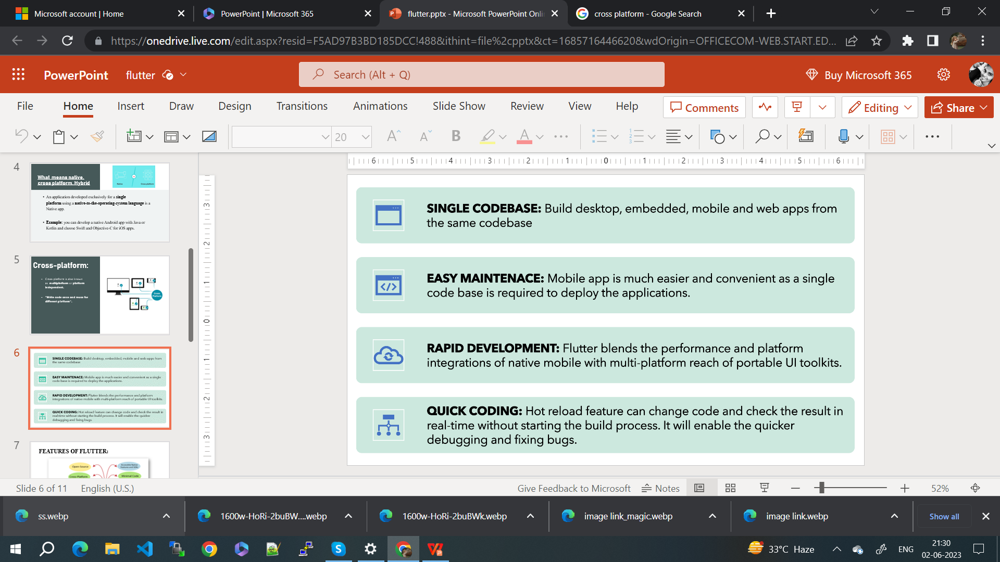 Microsoft account | Home
PowerPoint | Microsoft 365
flutter.pptx - Microsoft PowerPoint Onli
cross platform - Google Search
https://onedrive.live.com/edit.aspx?resid=F5AD97B3BD185DCC!488&ithint=file%2cpptx&ct=1685716446620&wdOrigin=OFFICECOM-WEB.START.ED...
PowerPoint
flutter
Search (Alt + Q)
Buy Microsoft 365
File
Home
Insert
Draw
Design
Transitions
Animations
Slide Show
Review
View
Help
Comments
Editing
Share
20
6 5 4 3 2 1 0 1 2 3 4 5 6
3
2
1
0
1
2
3
4
What means native,
cross platform, Hybrid
Native
Cross platform
• An application developed exclusively for a single
platform using a native-to-the-operating-system language is a
Native app.
• Example: you can develop a native Android app with Java or
Kotlin and choose Swift and Objective-C for iOS apps.
5
Cross-platform:
- Cross-platform is also known
as multiplatform or platform
independent.
- "Write code once and reuse for
different platform".
Cross
Platform
6
SINGLE CODEBASE: Build desktop, embedded, mobile and web apps from
the same codebase
EASY MAINTENACE: Mobile app is much easier and convenient as a single
code base is required to deploy the applications.
RAPID DEVELOPMENT: Flutter blends the performance and platform
integrations of native mobile with multi-platform reach of portable UI toolkits.
QUICK CODING: Hot reload feature can change code and check the result in
real-time without starting the build process. It will enable the quicker
debugging and fixing bugs.
7
FEATURES OF FLUTTER:
Open Source
Accessible Native
Features and SDKs
Cross-Platform
Minimal Code
SINGLE CODEBASE: Build desktop, embedded, mobile and web apps from
the same codebase
EASY MAINTENACE: Mobile app is much easier and convenient as a single
code base is required to deploy the applications.
RAPID DEVELOPMENT: Flutter blends the performance and platform
integrations of native mobile with multi-platform reach of portable UI toolkits.
QUICK CODING: Hot reload feature can change code and check the result in
real-time without starting the build process. It will enable the quicker
debugging and fixing bugs.
Slide 6 of 11
English (U.S.)
Give Feedback to Microsoft
Notes
52%
ss.webp
1600w-HoRi-2buBW....webp
1600w-HoRi-2buBWk.webp
image link_magic.webp
image link.webp
Show all
33°C Haze
ENG
21:30
02-06-2023